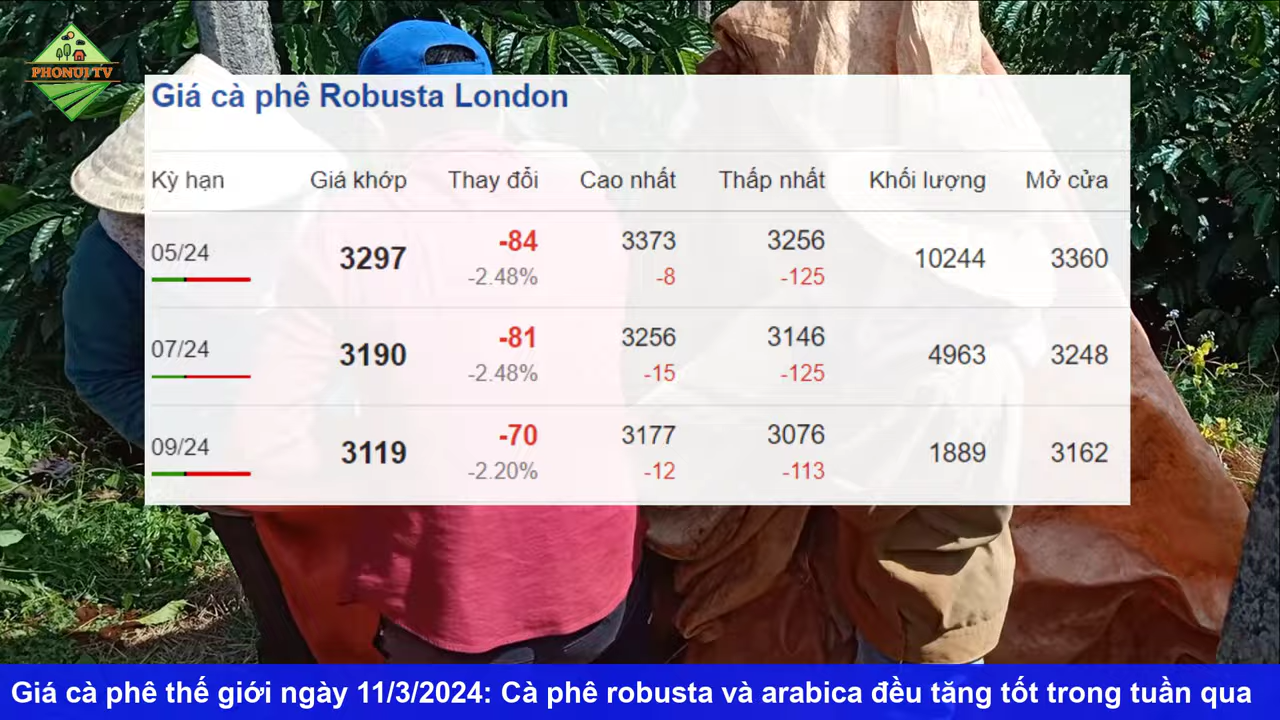 PHONUI TV
Giá cà phê Robusta London
Kỳ hạn Giá khớp Thay đổi Cao nhất Thấp nhất Khối lượng Mở cửa
05/24 3297 -84 3373 3256 10244 3360
-2.48% -8 -125
07/24 3190 -81 3256 3146 4963 3248
-2.48% -15 -125
09/24 3119 -70 3177 3076 1889 3162
-2.20% -12 -113
Giá cà phê thế giới ngày 11/3/2024: Cà phê robusta và arabica đều tăng tốt trong tuần qua